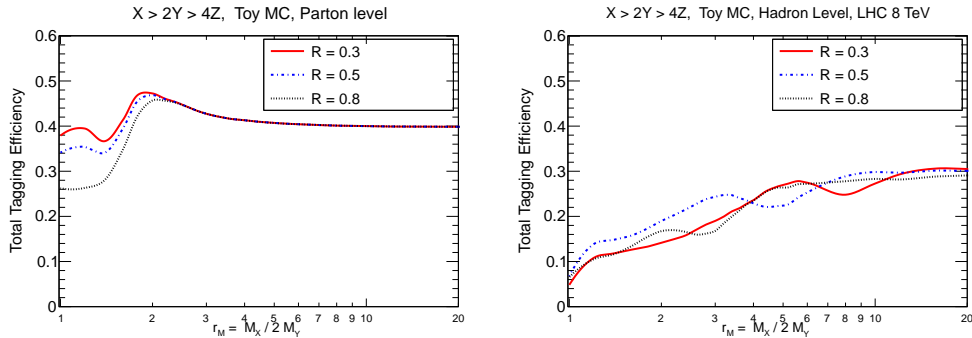 X > 2Y > 4Z, Toy MC, Parton level
Total Tagging Efficiency
0.6
0.5
0.4
0.3
0.2
0.1
0
R = 0.3
R = 0.5
R = 0.8
1 2 3 4 5 6 7 8 9 10 20
r_M = M_X / 2 M_Y
X > 2Y > 4Z, Toy MC, Hadron Level, LHC 8 TeV
Total Tagging Efficiency
0.6
0.5
0.4
0.3
0.2
0.1
0
R = 0.3
R = 0.5
R = 0.8
1 2 3 4 5 6 7 8 9 10 20
r_M = M_X / 2 M_Y